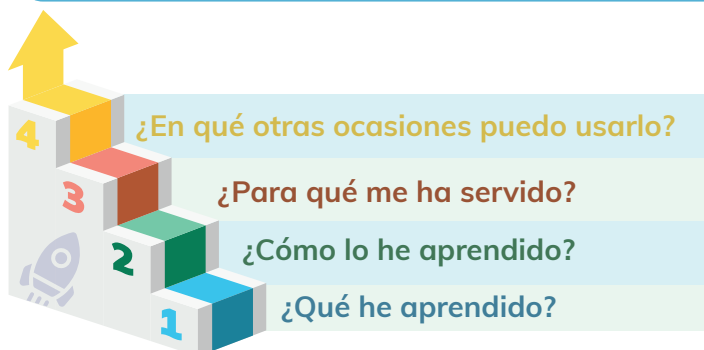 4 ¿En qué otras ocasiones puedo usarlo?
3 ¿Para qué me ha servido?
2 ¿Cómo lo he aprendido?
1 ¿Qué he aprendido?